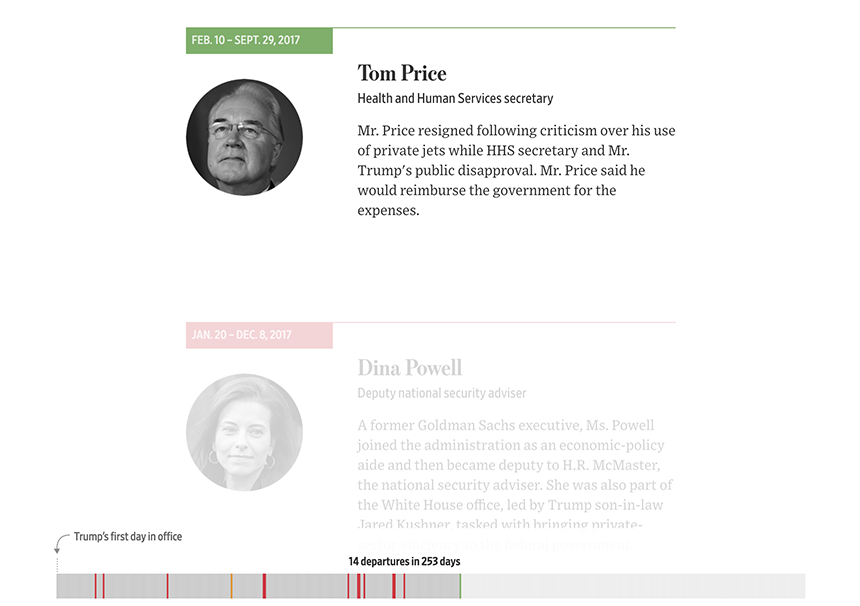 FEB. 10 – SEPT. 29, 2017
Tom Price
Health and Human Services secretary
Mr. Price resigned following criticism over his use
of private jets while HHS secretary and Mr.
Trump's public disapproval. Mr. Price said he
would reimburse the government for the
expenses.
JAN. 20 – DEC. 8, 2017
Dina Powell
Deputy national security adviser
A former Goldman Sachs executive, Ms. Powell
joined the administration as an economic-policy
aide and then became deputy to H.R. McMaster,
the national security adviser. She was also part of
the White House office, led by Trump son-in-law
Jared Kushner, tasked with bringing private-
Trump's first day in office
14 departures in 253 days